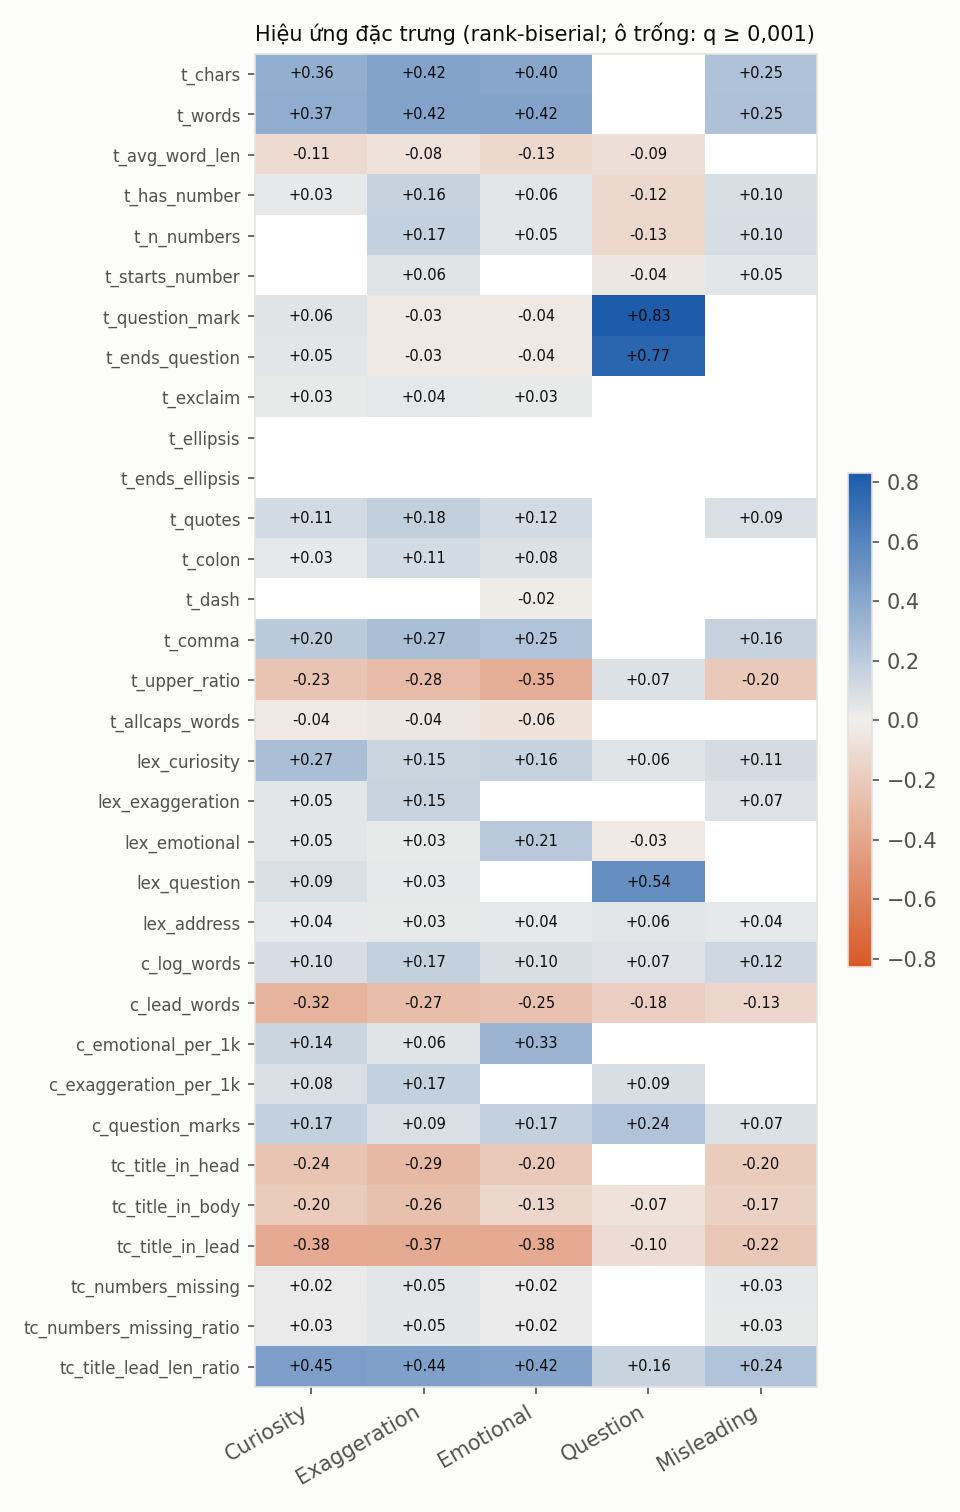 Hiệu ứng đặc trưng (rank-biserial; ô trống: q ≥ 0,001)
t_chars +0.36 +0.42 +0.40 +0.25
t_words +0.37 +0.42 +0.42 +0.25
t_avg_word_len -0.11 -0.08 -0.13 -0.09
t_has_number +0.03 +0.16 +0.06 -0.12 +0.10
t_n_numbers +0.17 +0.05 -0.13 +0.10
t_starts_number +0.06 -0.04 +0.05
t_question_mark +0.06 -0.03 -0.04 +0.83
t_ends_question +0.05 -0.03 -0.04 +0.77
t_exclaim +0.03 +0.04 +0.03
t_ellipsis
t_ends_ellipsis
t_quotes +0.11 +0.18 +0.12 +0.09
t_colon +0.03 +0.11 +0.08
t_dash -0.02
t_comma +0.20 +0.27 +0.25 +0.16
t_upper_ratio -0.23 -0.28 -0.35 +0.07 -0.20
t_allcaps_words -0.04 -0.04 -0.06
lex_curiosity +0.27 +0.15 +0.16 +0.06 +0.11
lex_exaggeration +0.05 +0.15 +0.07
lex_emotional +0.05 +0.03 +0.21 -0.03
lex_question +0.09 +0.03 +0.54
lex_address +0.04 +0.03 +0.04 +0.06 +0.04
c_log_words +0.10 +0.17 +0.10 +0.07 +0.12
c_lead_words -0.32 -0.27 -0.25 -0.18 -0.13
c_emotional_per_1k +0.14 +0.06 +0.33
c_exaggeration_per_1k +0.08 +0.17 +0.09
c_question_marks +0.17 +0.09 +0.17 +0.24 +0.07
tc_title_in_head -0.24 -0.29 -0.20 -0.20
tc_title_in_body -0.20 -0.26 -0.13 -0.07 -0.17
tc_title_in_lead -0.38 -0.37 -0.38 -0.10 -0.22
tc_numbers_missing +0.02 +0.05 +0.02 +0.03
tc_numbers_missing_ratio +0.03 +0.05 +0.02 +0.03
tc_title_lead_len_ratio +0.45 +0.44 +0.42 +0.16 +0.24
Curiosity Exaggeration Emotional Question Misleading
0.8
0.6
0.4
0.2
0.0
−0.2
−0.4
−0.6
−0.8